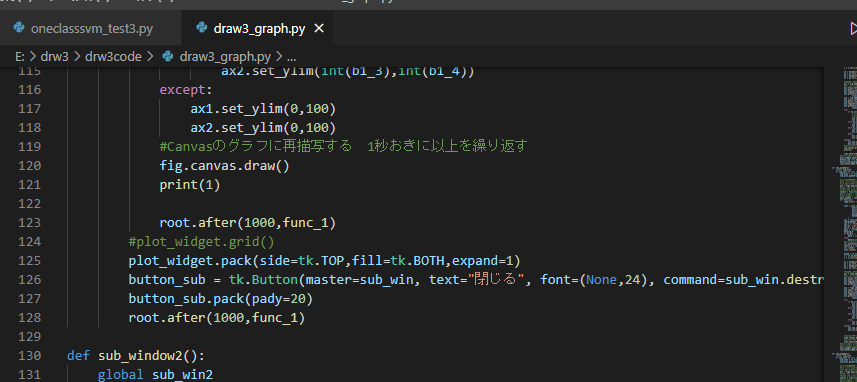 oneclasssvm_test3.py draw3_graph.py ×
E: > drw3 > drw3code > draw3_graph.py > ...
115 ax2.set_ylim(int(b1_3),int(b1_4))
116 except:
117 ax1.set_ylim(0,100)
118 ax2.set_ylim(0,100)
119 #Canvasのグラフに再描写する　1秒おきに以上を繰り返す
120 fig.canvas.draw()
121 print(1)
122
123 root.after(1000,func_1)
124 #plot_widget.grid()
125 plot_widget.pack(side=tk.TOP,fill=tk.BOTH,expand=1)
126 button_sub = tk.Button(master=sub_win, text="閉じる", font=(None,24), command=sub_win.destr
127 button_sub.pack(pady=20)
128 root.after(1000,func_1)
129
130 def sub_window2():
131 global sub_win2